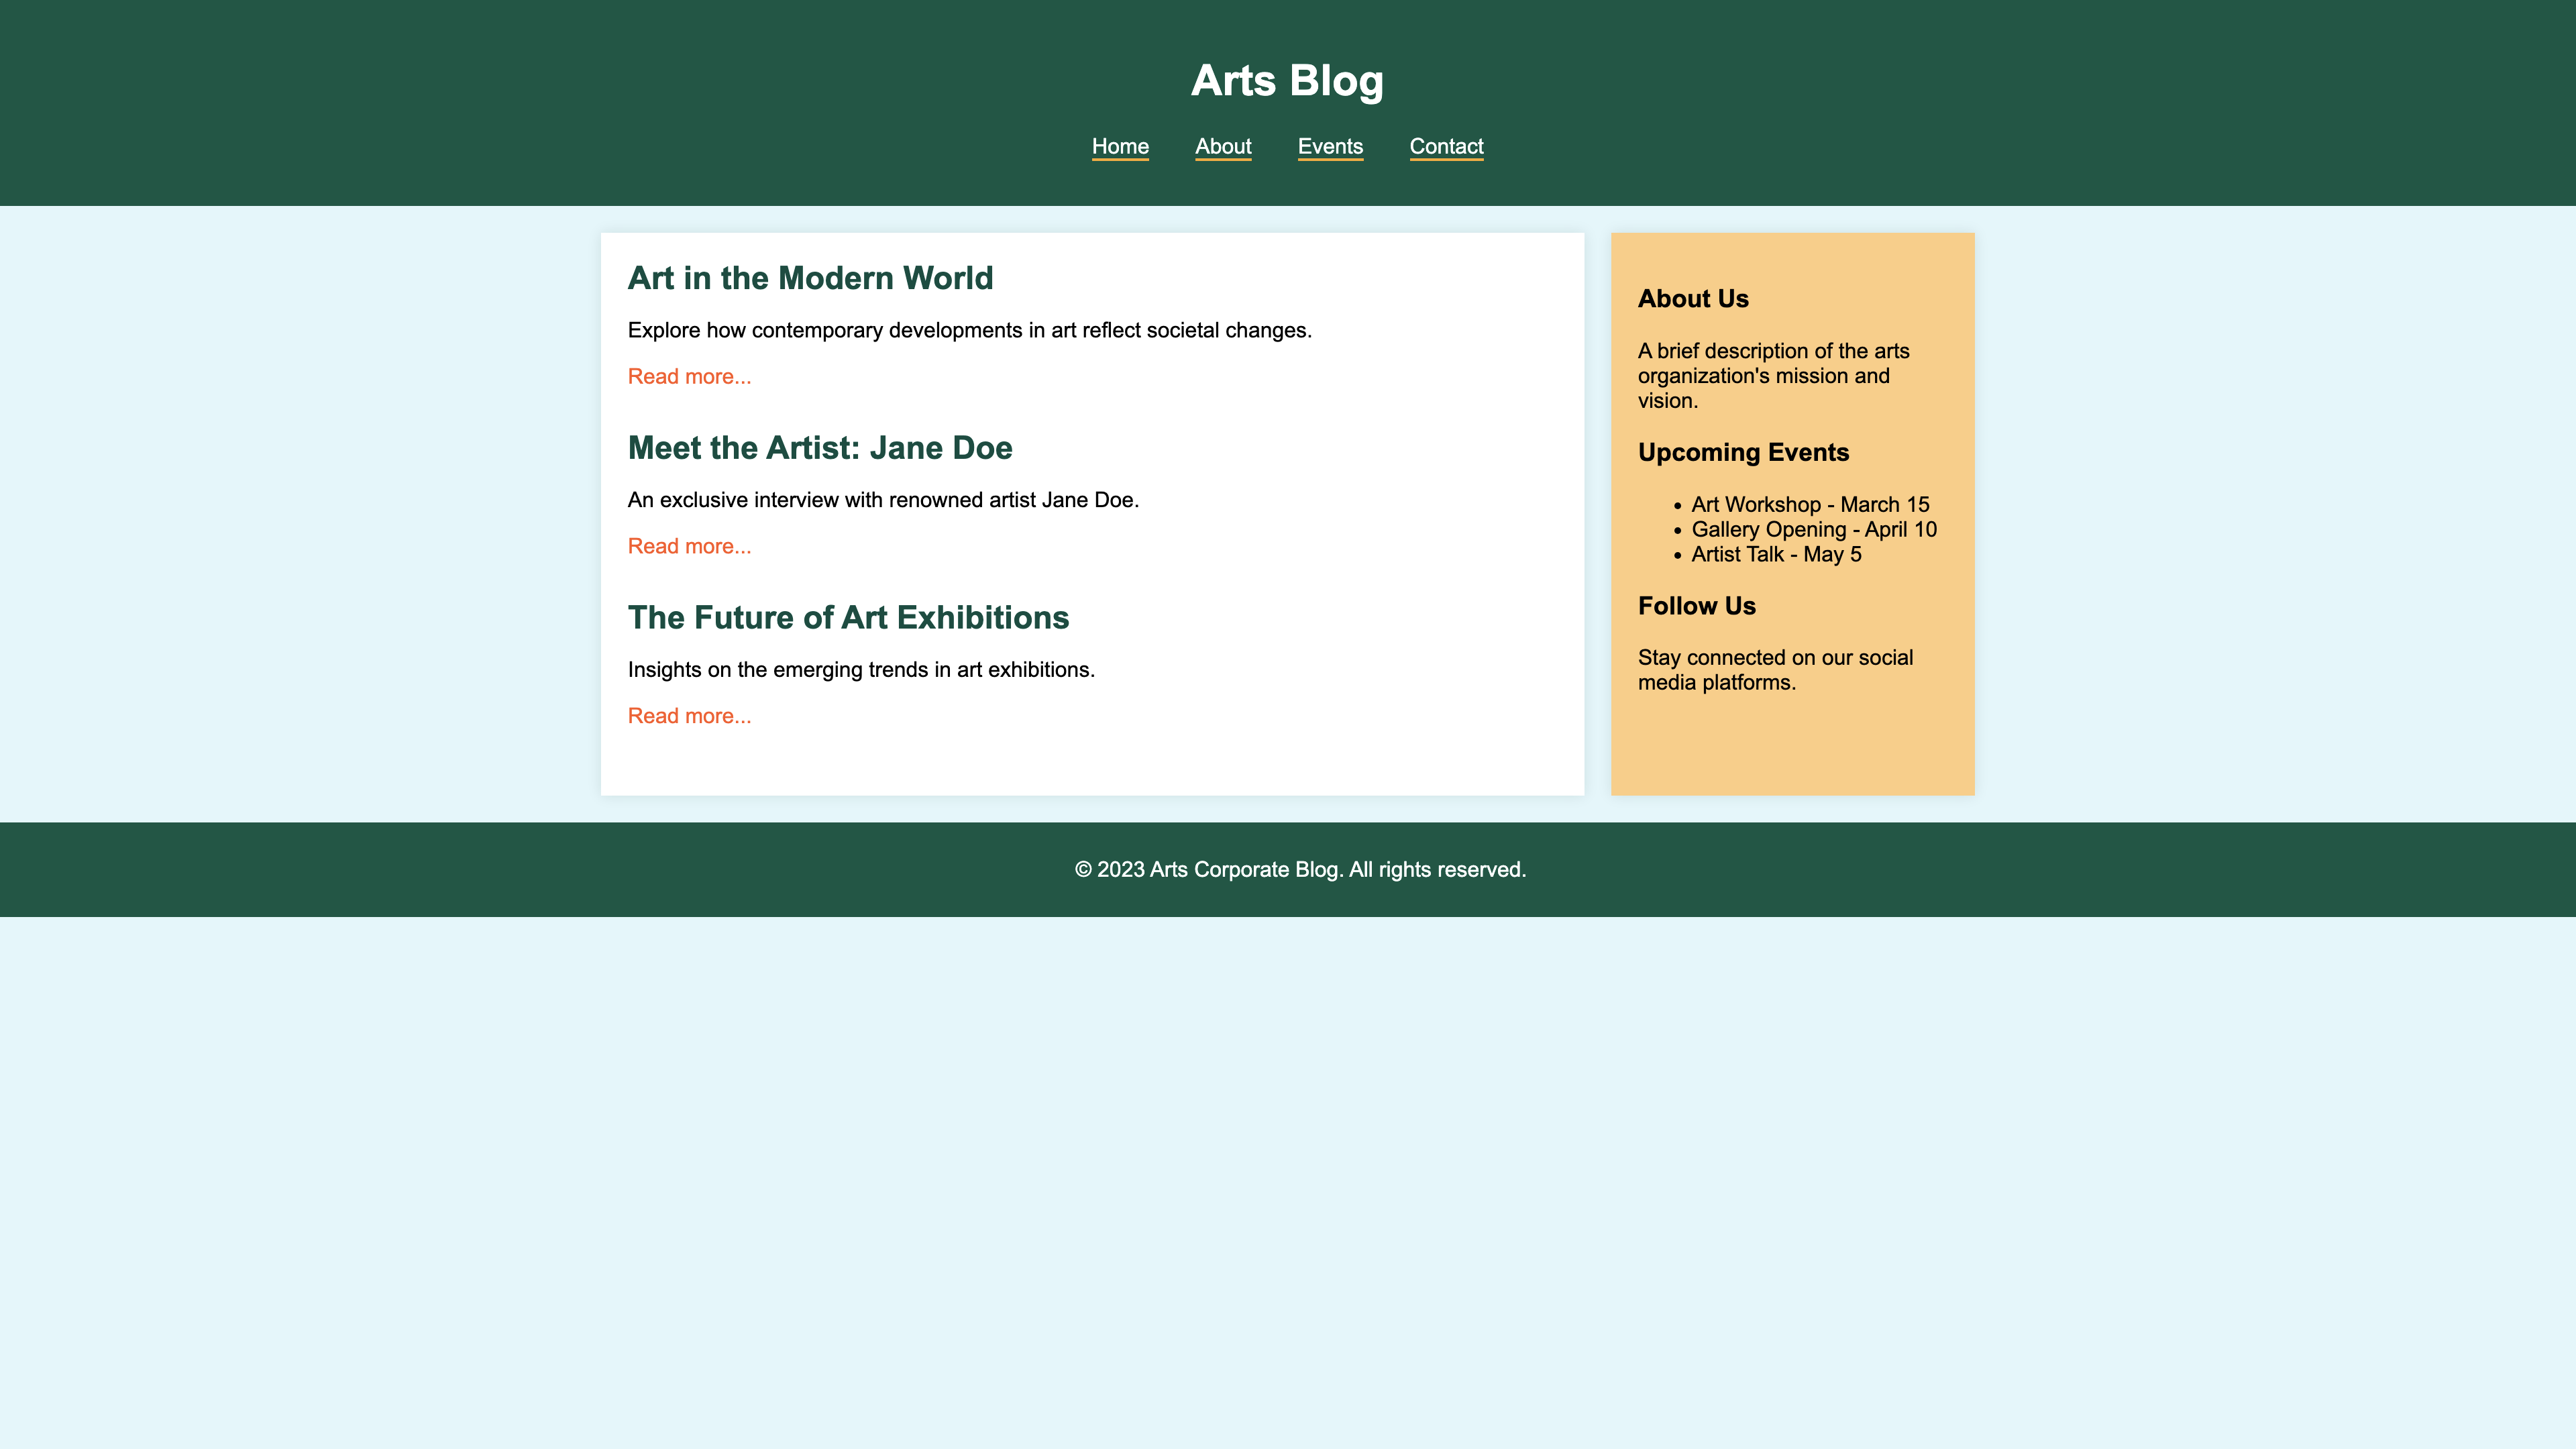 Arts Blog
Home About Events Contact
Art in the Modern World
Explore how contemporary developments in art reflect societal changes.
Read more...
Meet the Artist: Jane Doe
An exclusive interview with renowned artist Jane Doe.
Read more...
The Future of Art Exhibitions
Insights on the emerging trends in art exhibitions.
Read more...
About Us
A brief description of the arts
organization's mission and
vision.
Upcoming Events
• Art Workshop - March 15
• Gallery Opening - April 10
• Artist Talk - May 5
Follow Us
Stay connected on our social
media platforms.
© 2023 Arts Corporate Blog. All rights reserved.